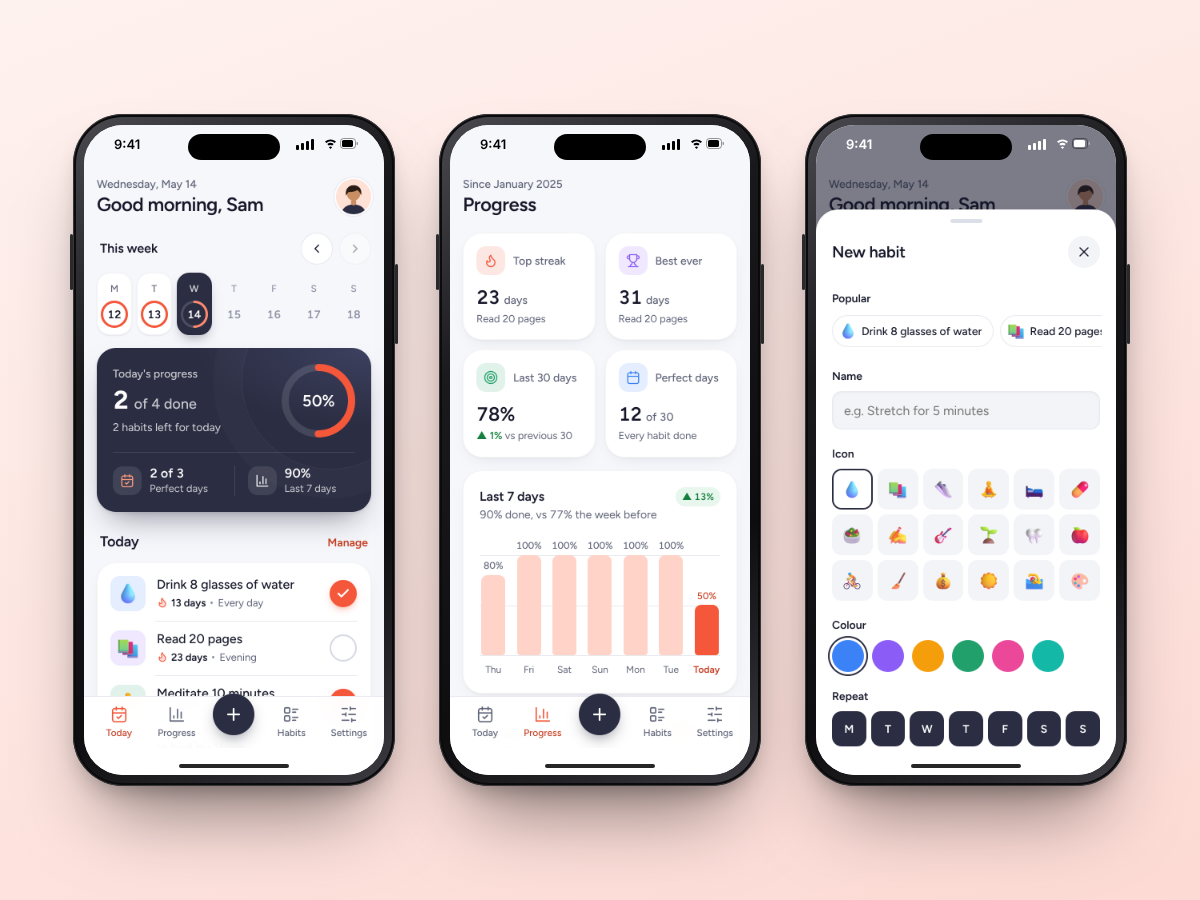 9:41
Wednesday, May 14
Good morning, Sam
This week
M T W T F S S
12 13 14 15 16 17 18
Today's progress
2 of 4 done
2 habits left for today
50%
2 of 3
Perfect days
90%
Last 7 days
Today
Manage
Drink 8 glasses of water
13 days • Every day
Read 20 pages
23 days • Evening
Meditate 10 minutes
Today
Progress
Habits
Settings
9:41
Since January 2025
Progress
Top streak
23 days
Read 20 pages
Best ever
31 days
Read 20 pages
Last 30 days
78%
▲ 1% vs previous 30
Perfect days
12 of 30
Every habit done
Last 7 days
▲ 13%
90% done, vs 77% the week before
80% 100% 100% 100% 100% 100% 50%
Thu Fri Sat Sun Mon Tue Today
Today
Progress
Habits
Settings
9:41
Wednesday, May 14
Good morning, Sam
New habit
Popular
Drink 8 glasses of water
Read 20 pages
Name
e.g. Stretch for 5 minutes
Icon
Colour
Repeat
M T W T F S S